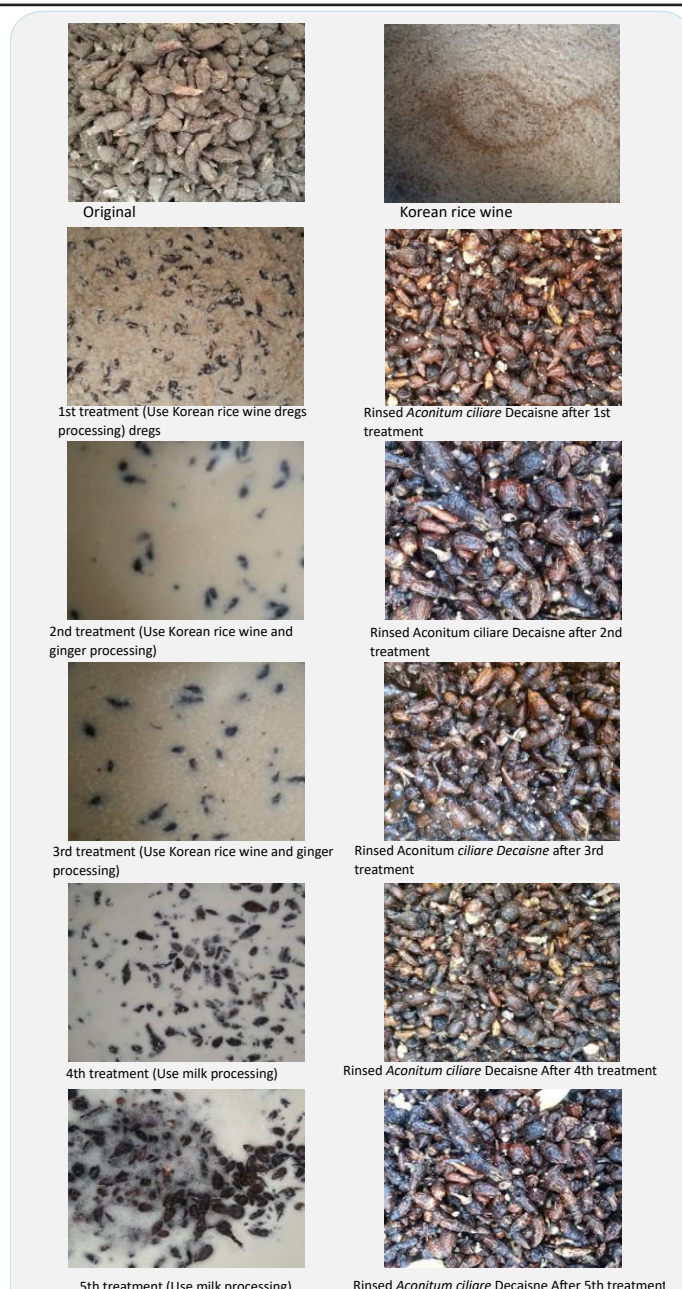 Original
Korean rice wine
1st treatment (Use Korean rice wine dregs
processing) dregs
Rinsed Aconitum ciliare Decaisne after 1st
treatment
2nd treatment (Use Korean rice wine and
ginger processing)
Rinsed Aconitum ciliare Decaisne after 2nd
treatment
3rd treatment (Use Korean rice wine and ginger
processing)
Rinsed Aconitum ciliare Decaisne after 3rd
treatment
4th treatment (Use milk processing)
Rinsed Aconitum ciliare Decaisne After 4th treatment
5th treatment (Use milk processing)
Rinsed Aconitum ciliare Decaisne After 5th treatment